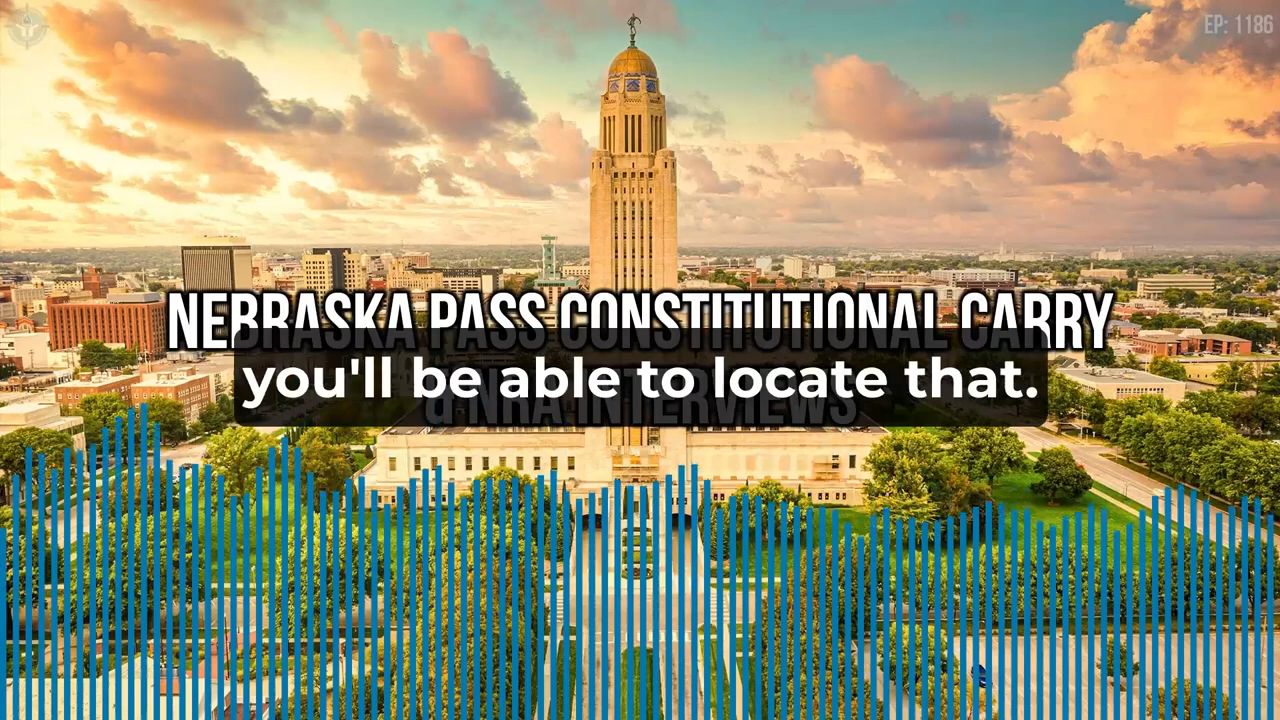 EP: 1186
NEBRASKA PASS CONSTITUTIONAL CARRY
& NRA INTERVIEWS
you'll be able to locate that.